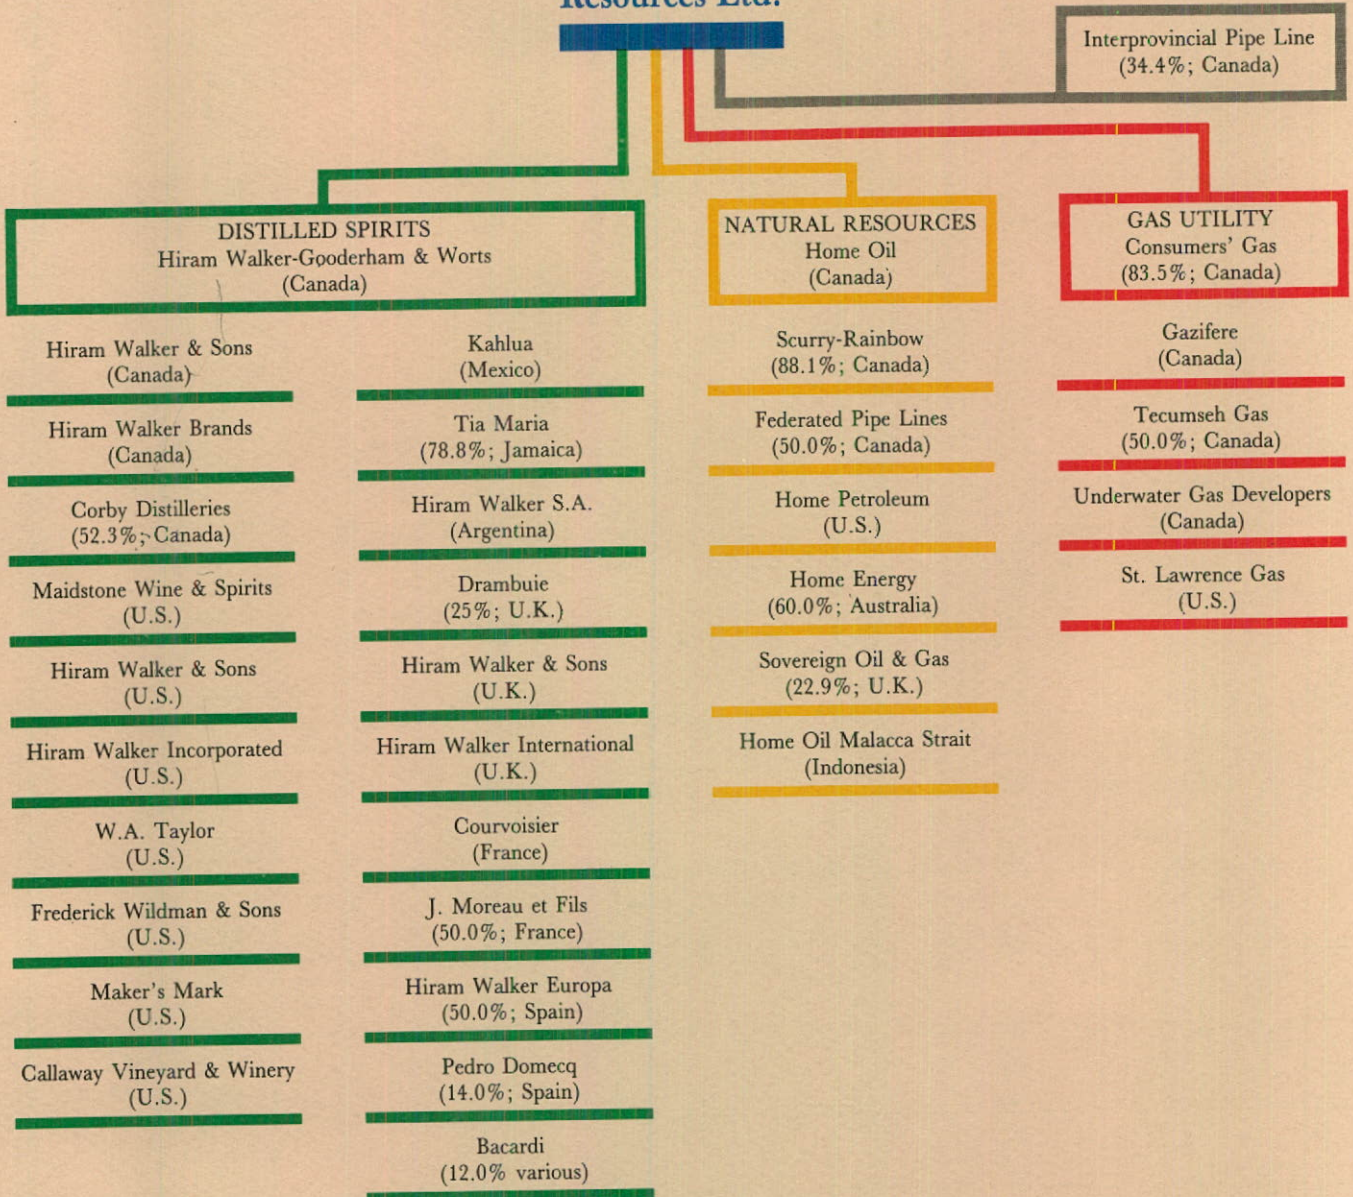 Resources Ltd.
Interprovincial Pipe Line
(34.4%; Canada)
DISTILLED SPIRITS
Hiram Walker-Gooderham & Worts
(Canada)
Hiram Walker & Sons
(Canada)
Hiram Walker Brands
(Canada)
Corby Distilleries
(52.3%; Canada)
Maidstone Wine & Spirits
(U.S.)
Hiram Walker & Sons
(U.S.)
Hiram Walker Incorporated
(U.S.)
W.A. Taylor
(U.S.)
Frederick Wildman & Sons
(U.S.)
Maker's Mark
(U.S.)
Callaway Vineyard & Winery
(U.S.)
Kahlua
(Mexico)
Tia Maria
(78.8%; Jamaica)
Hiram Walker S.A.
(Argentina)
Drambuie
(25%; U.K.)
Hiram Walker & Sons
(U.K.)
Hiram Walker International
(U.K.)
Courvoisier
(France)
J. Moreau et Fils
(50.0%; France)
Hiram Walker Europa
(50.0%; Spain)
Pedro Domecq
(14.0%; Spain)
Bacardi
(12.0% various)
NATURAL RESOURCES
Home Oil
(Canada)
Scurry-Rainbow
(88.1%; Canada)
Federated Pipe Lines
(50.0%; Canada)
Home Petroleum
(U.S.)
Home Energy
(60.0%; Australia)
Sovereign Oil & Gas
(22.9%; U.K.)
Home Oil Malacca Strait
(Indonesia)
GAS UTILITY
Consumers' Gas
(83.5%; Canada)
Gazifere
(Canada)
Tecumseh Gas
(50.0%; Canada)
Underwater Gas Developers
(Canada)
St. Lawrence Gas
(U.S.)